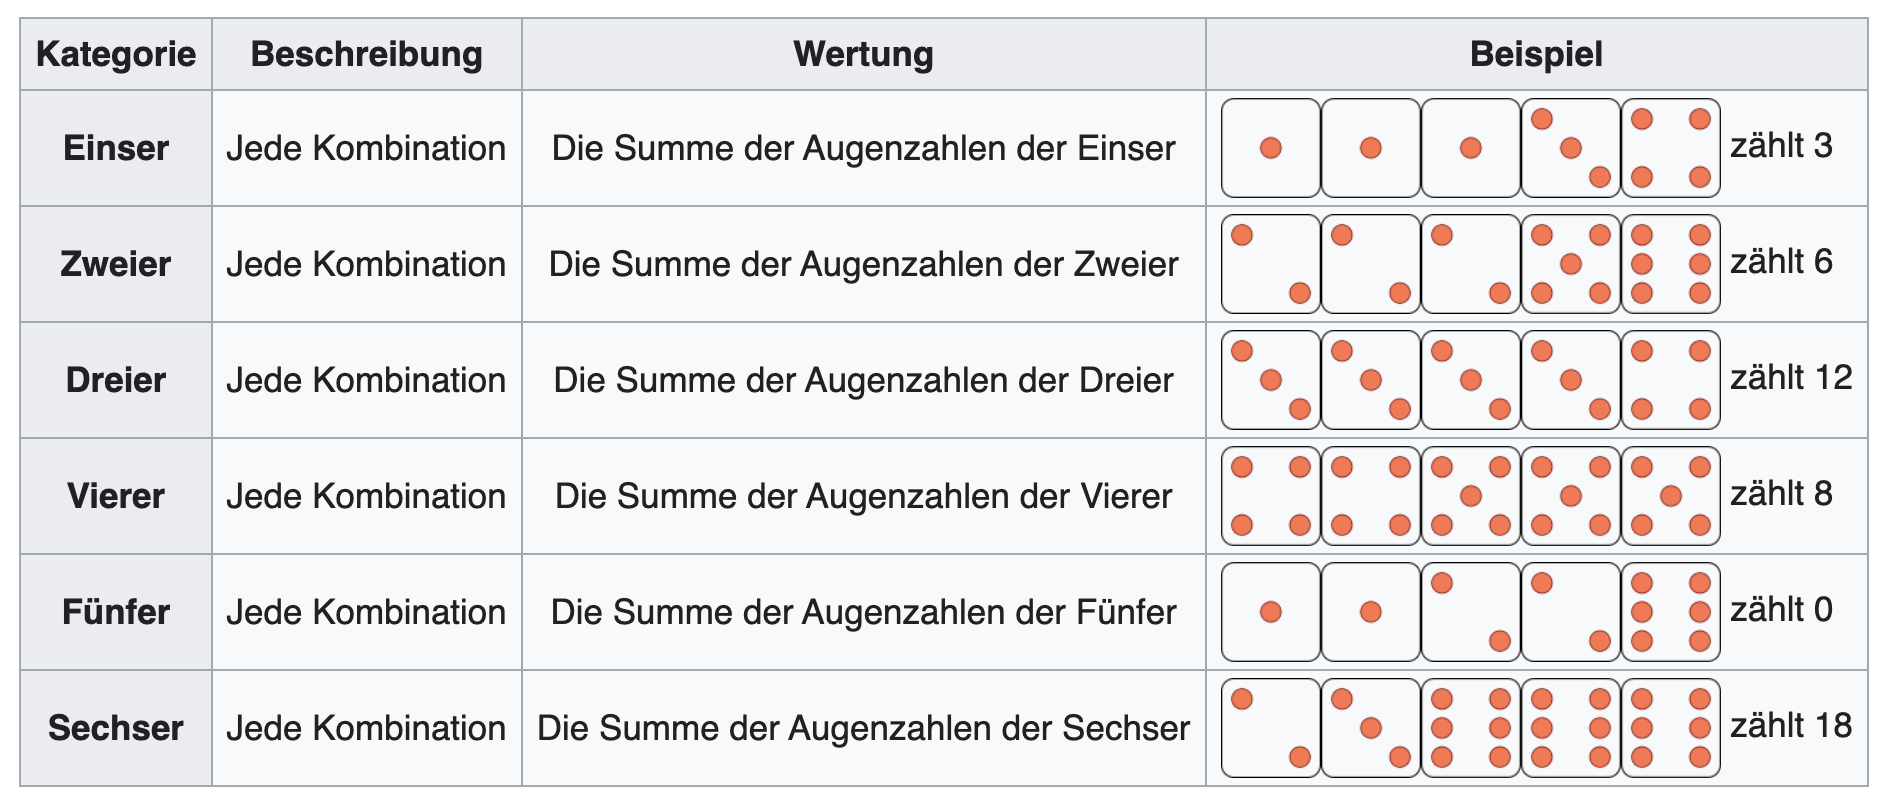 Kategorie Beschreibung Wertung Beispiel
Einser Jede Kombination Die Summe der Augenzahlen der Einser zählt 3
Zweier Jede Kombination Die Summe der Augenzahlen der Zweier zählt 6
Dreier Jede Kombination Die Summe der Augenzahlen der Dreier zählt 12
Vierer Jede Kombination Die Summe der Augenzahlen der Vierer zählt 8
Fünfer Jede Kombination Die Summe der Augenzahlen der Fünfer zählt 0
Sechser Jede Kombination Die Summe der Augenzahlen der Sechser zählt 18